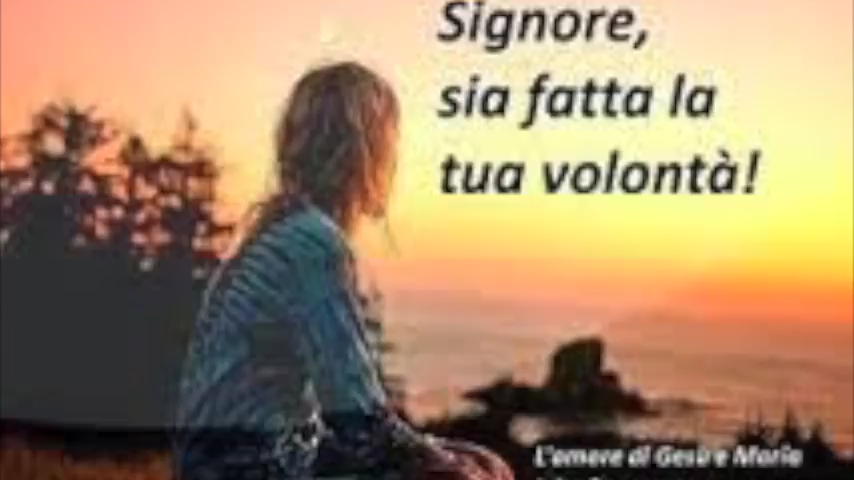 Signore,
sia fatta la
tua volontà!
L'amore di Gesù e Maria